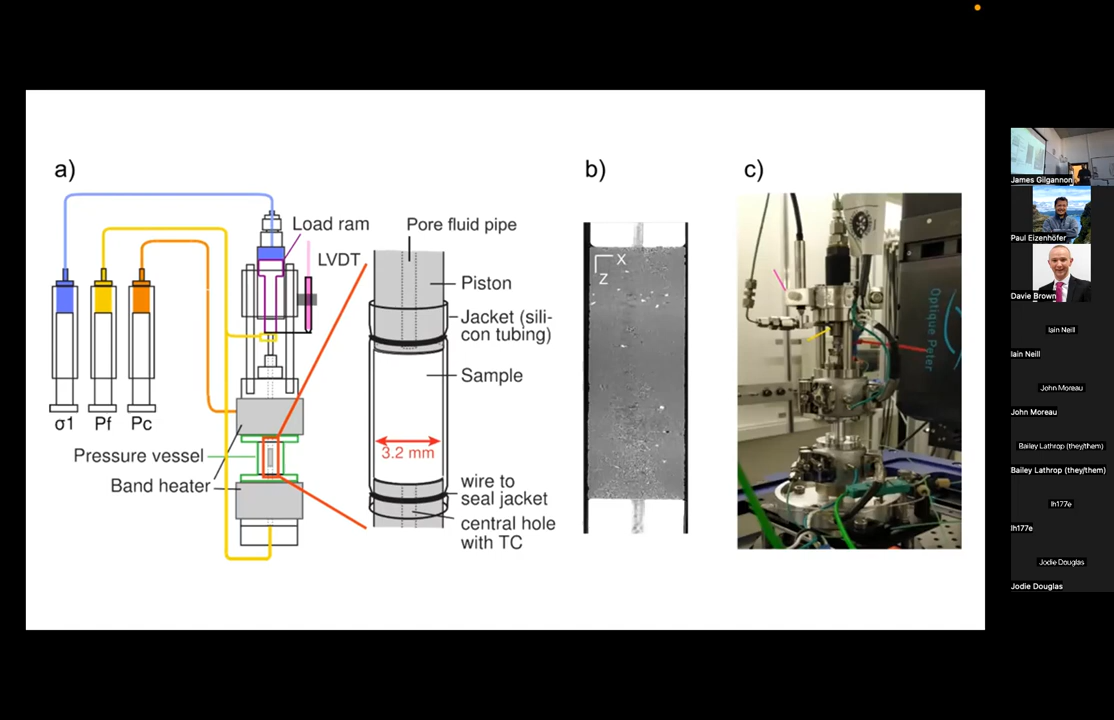 a)
b)
c)
Load ram
LVDT
σ1
Pf
Pc
Pressure vessel
Band heater
Pore fluid pipe
Piston
Jacket (sili-
con tubing)
Sample
3.2 mm
wire to
seal jacket
central hole
with TC
X
Z
Optique Peter
James Gilgannon
Paul Eizenhöfer
Davie Brown
Iain Neill
Iain Neill
John Moreau
John Moreau
Bailey Lathrop (they/them)
Bailey Lathrop (they/them)
lh177e
lh177e
Jodie Douglas
Jodie Douglas